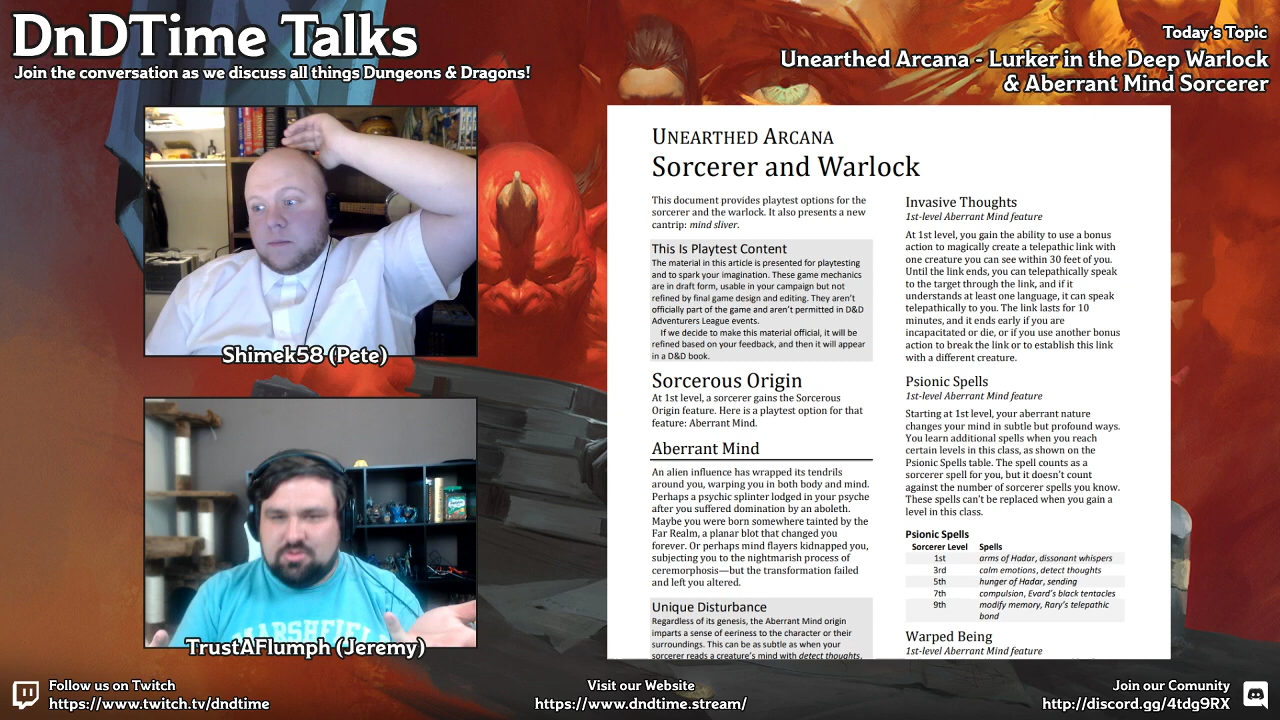 DnDTime Talks
Join the conversation as we discuss all things Dungeons & Dragons!
Today's Topic
Unearthed Arcana - Lurker in the Deep Warlock
& Aberrant Mind Sorcerer
Shimek58 (Pete)
MARSHFIEL
TrustAFlumph (Jeremy)
UNEARTHED ARCANA
Sorcerer and Warlock
This document provides playtest options for the
sorcerer and the warlock. It also presents a new
cantrip: mind sliver.
This Is Playtest Content
The material in this article is presented for playtesting
and to spark your imagination. These game mechanics
are in draft form, usable in your campaign but not
refined by final game design and editing. They aren't
officially part of the game and aren't permitted in D&D
Adventurers League events.
If we decide to make this material official, it will be
refined based on your feedback, and then it will appear
in a D&D book.
Sorcerous Origin
At 1st level, a sorcerer gains the Sorcerous
Origin feature. Here is a playtest option for that
feature: Aberrant Mind.
Aberrant Mind
An alien influence has wrapped its tendrils
around you, warping you in both body and mind.
Perhaps a psychic splinter lodged in your psyche
after you suffered domination by an aboleth.
Maybe you were born somewhere tainted by the
Far Realm, a planar blot that changed you
forever. Or perhaps mind flayers kidnapped you,
subjecting you to the nightmarish process of
ceremorphosis—but the transformation failed
and left you altered.
Unique Disturbance
Regardless of its genesis, the Aberrant Mind origin
imparts a sense of eeriness to the character or their
surroundings. This can be as subtle as when your
sorcerer reads a creature's mind with detect thoughts,
Invasive Thoughts
1st-level Aberrant Mind feature
At 1st level, you gain the ability to use a bonus
action to magically create a telepathic link with
one creature you can see within 30 feet of you.
Until the link ends, you can telepathically speak
to the target through the link, and if it
understands at least one language, it can speak
telepathically to you. The link lasts for 10
minutes, and it ends early if you are
incapacitated or die, or if you use another bonus
action to break the link or to establish this link
with a different creature.
Psionic Spells
1st-level Aberrant Mind feature
Starting at 1st level, your aberrant nature
changes your mind in subtle but profound ways.
You learn additional spells when you reach
certain levels in this class, as shown on the
Psionic Spells table. The spell counts as a
sorcerer spell for you, but it doesn't count
against the number of sorcerer spells you know.
These spells can't be replaced when you gain a
level in this class.
Psionic Spells
Sorcerer Level Spells
1st arms of Hadar, dissonant whispers
3rd calm emotions, detect thoughts
5th hunger of Hadar, sending
7th compulsion, Evard's black tentacles
9th modify memory, Rary's telepathic
bond
Warped Being
1st-level Aberrant Mind feature
Follow us on Twitch
https://www.twitch.tv/dndtime
Visit our Website
https://www.dndtime.stream/
Join our Comunity
http://discord.gg/4tdg9RX